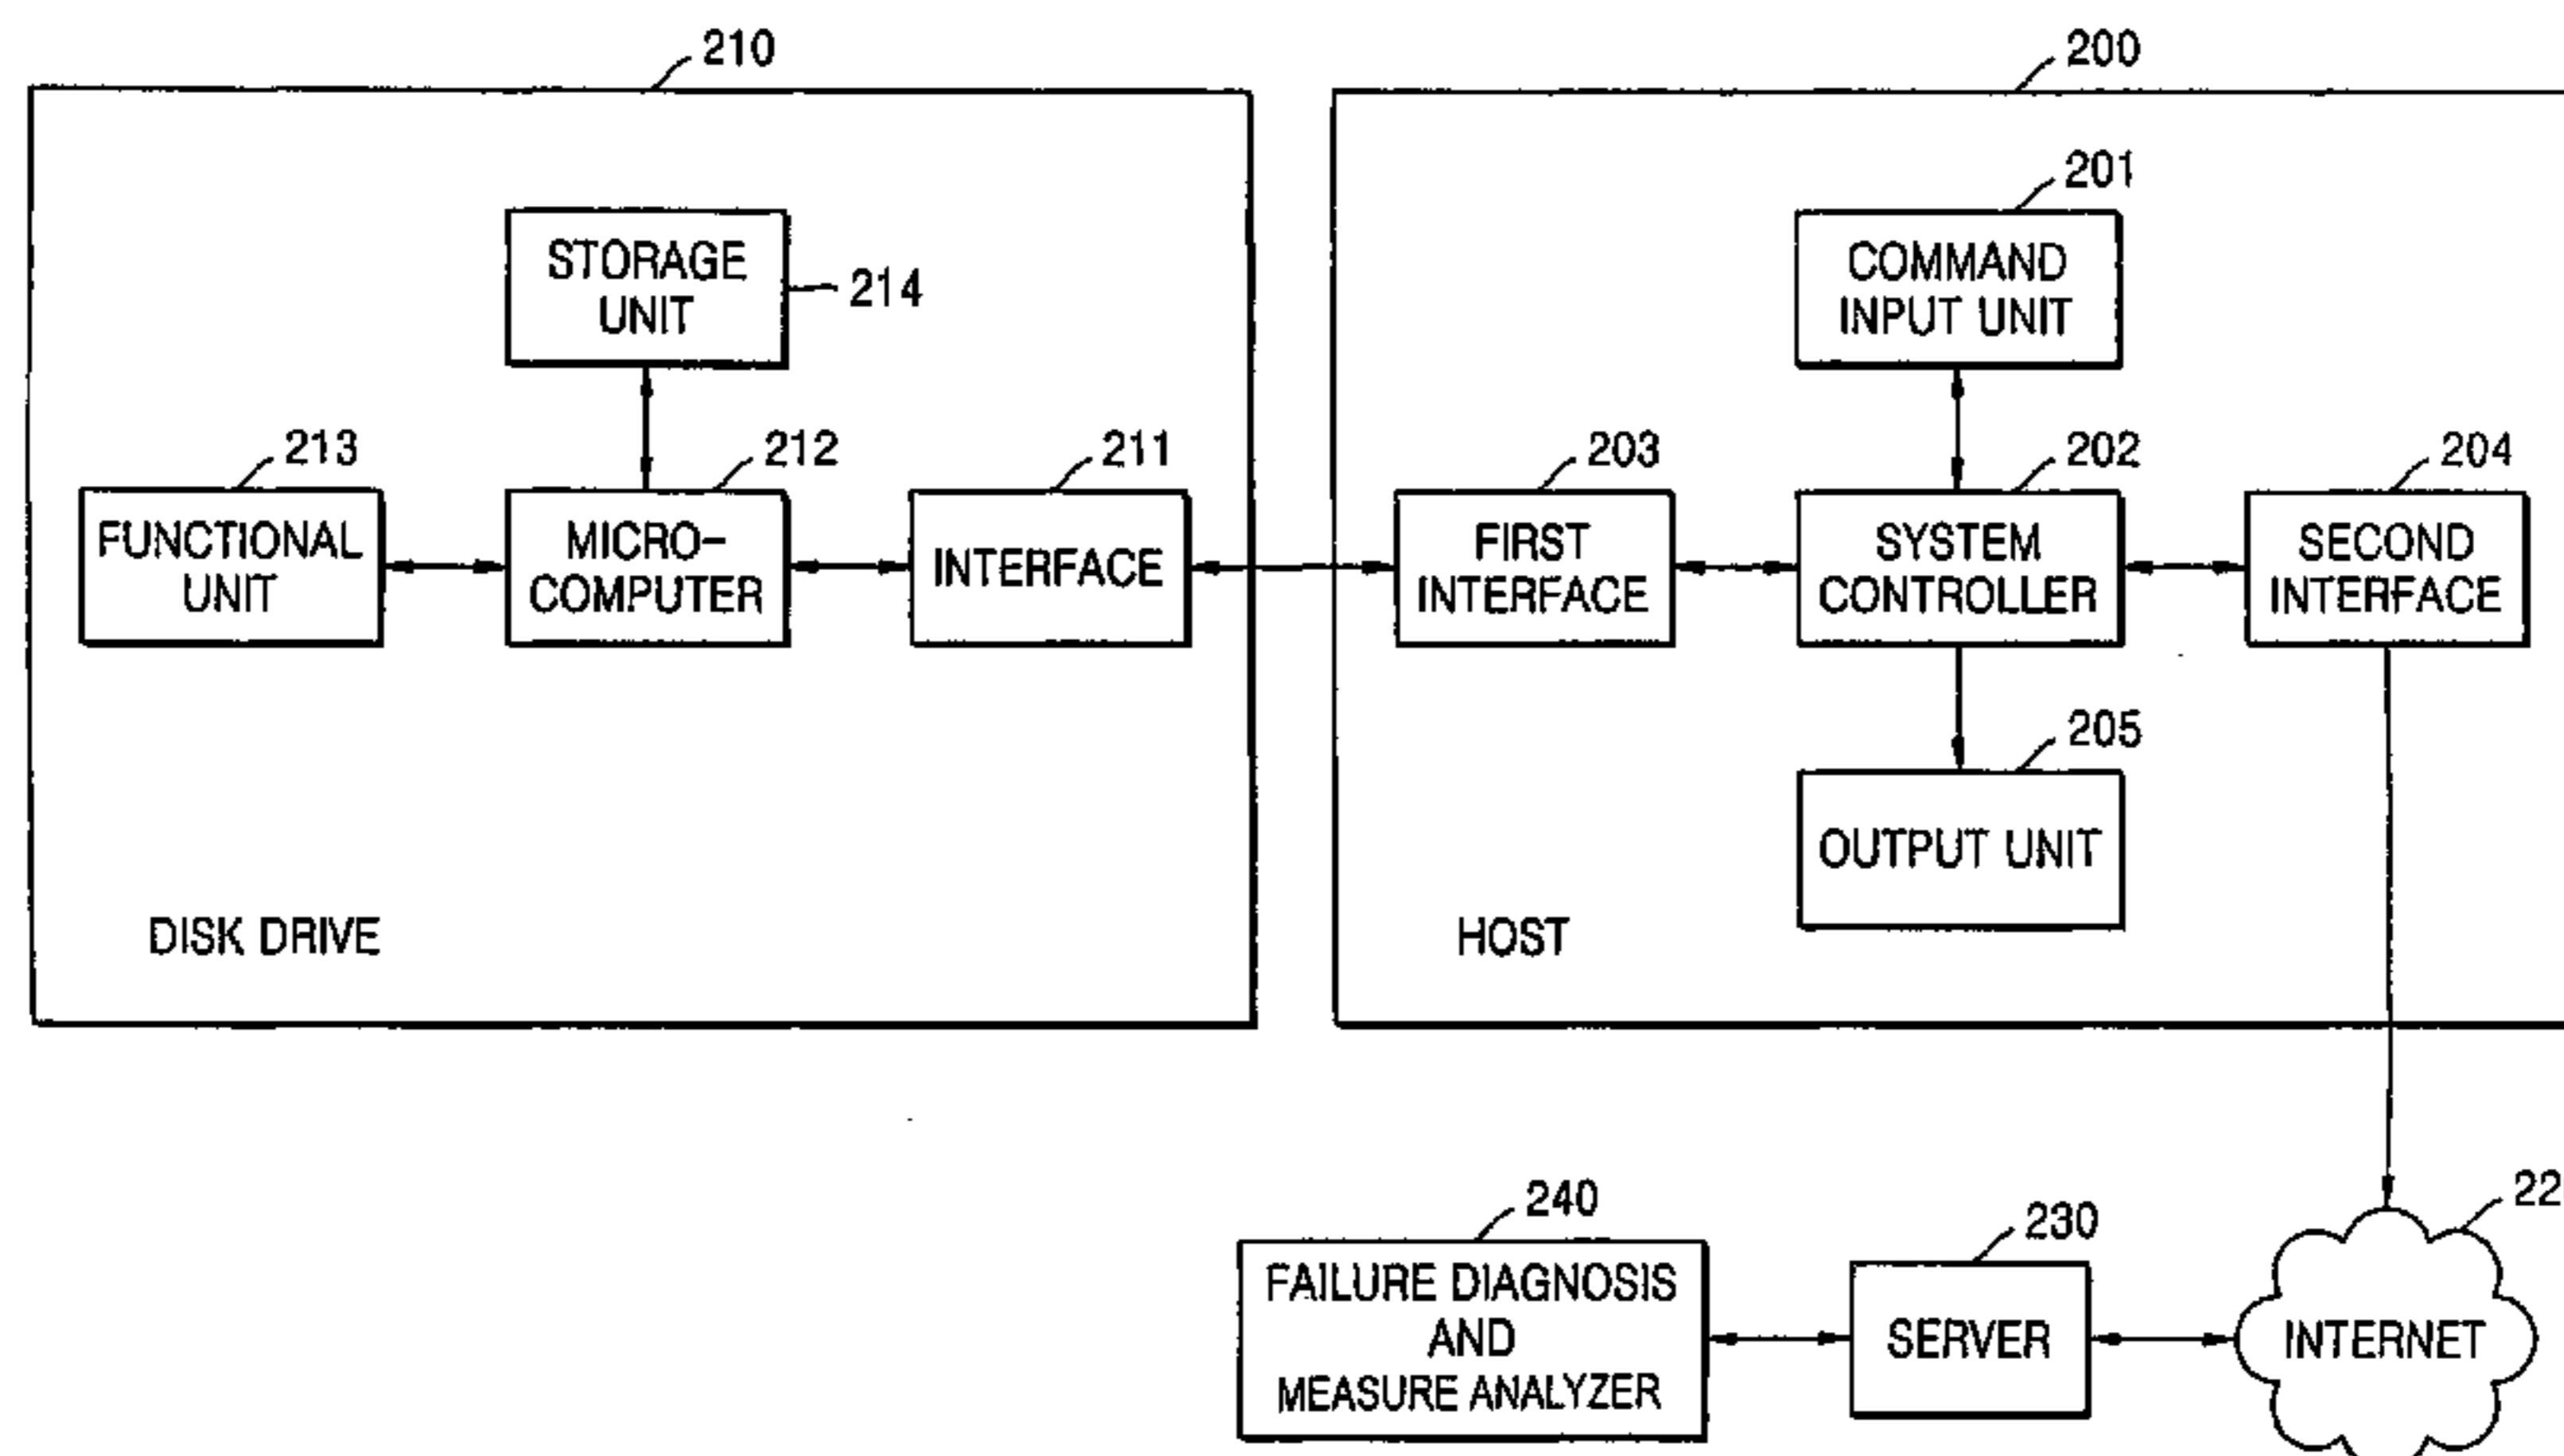 210
200
201
STORAGE
UNIT
214
COMMAND
INPUT UNIT
213
212
211
203
202
204
FUNCTIONAL
UNIT
MICRO-
COMPUTER
INTERFACE
FIRST
INTERFACE
SYSTEM
CONTROLLER
SECOND
INTERFACE
205
OUTPUT UNIT
DISK DRIVE
HOST
240
230
FAILURE DIAGNOSIS
AND
MEASURE ANALYZER
SERVER
INTERNET